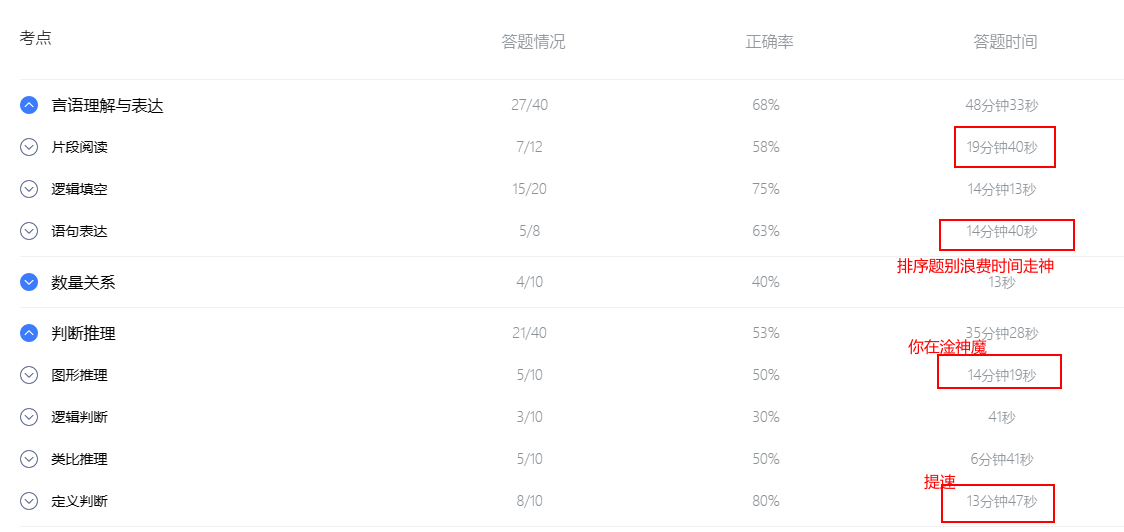 考点 答题情况 正确率 答题时间
言语理解与表达 27/40 68% 48分钟33秒
片段阅读 7/12 58% 19分钟40秒
逻辑填空 15/20 75% 14分钟13秒
语句表达 5/8 63% 14分钟40秒
排序题别浪费时间走神
数量关系 4/10 40% 13秒
判断推理 21/40 53% 35分钟28秒
你在淦神魔
图形推理 5/10 50% 14分钟19秒
逻辑判断 3/10 30% 41秒
类比推理 5/10 50% 6分钟41秒
提速
定义判断 8/10 80% 13分钟47秒